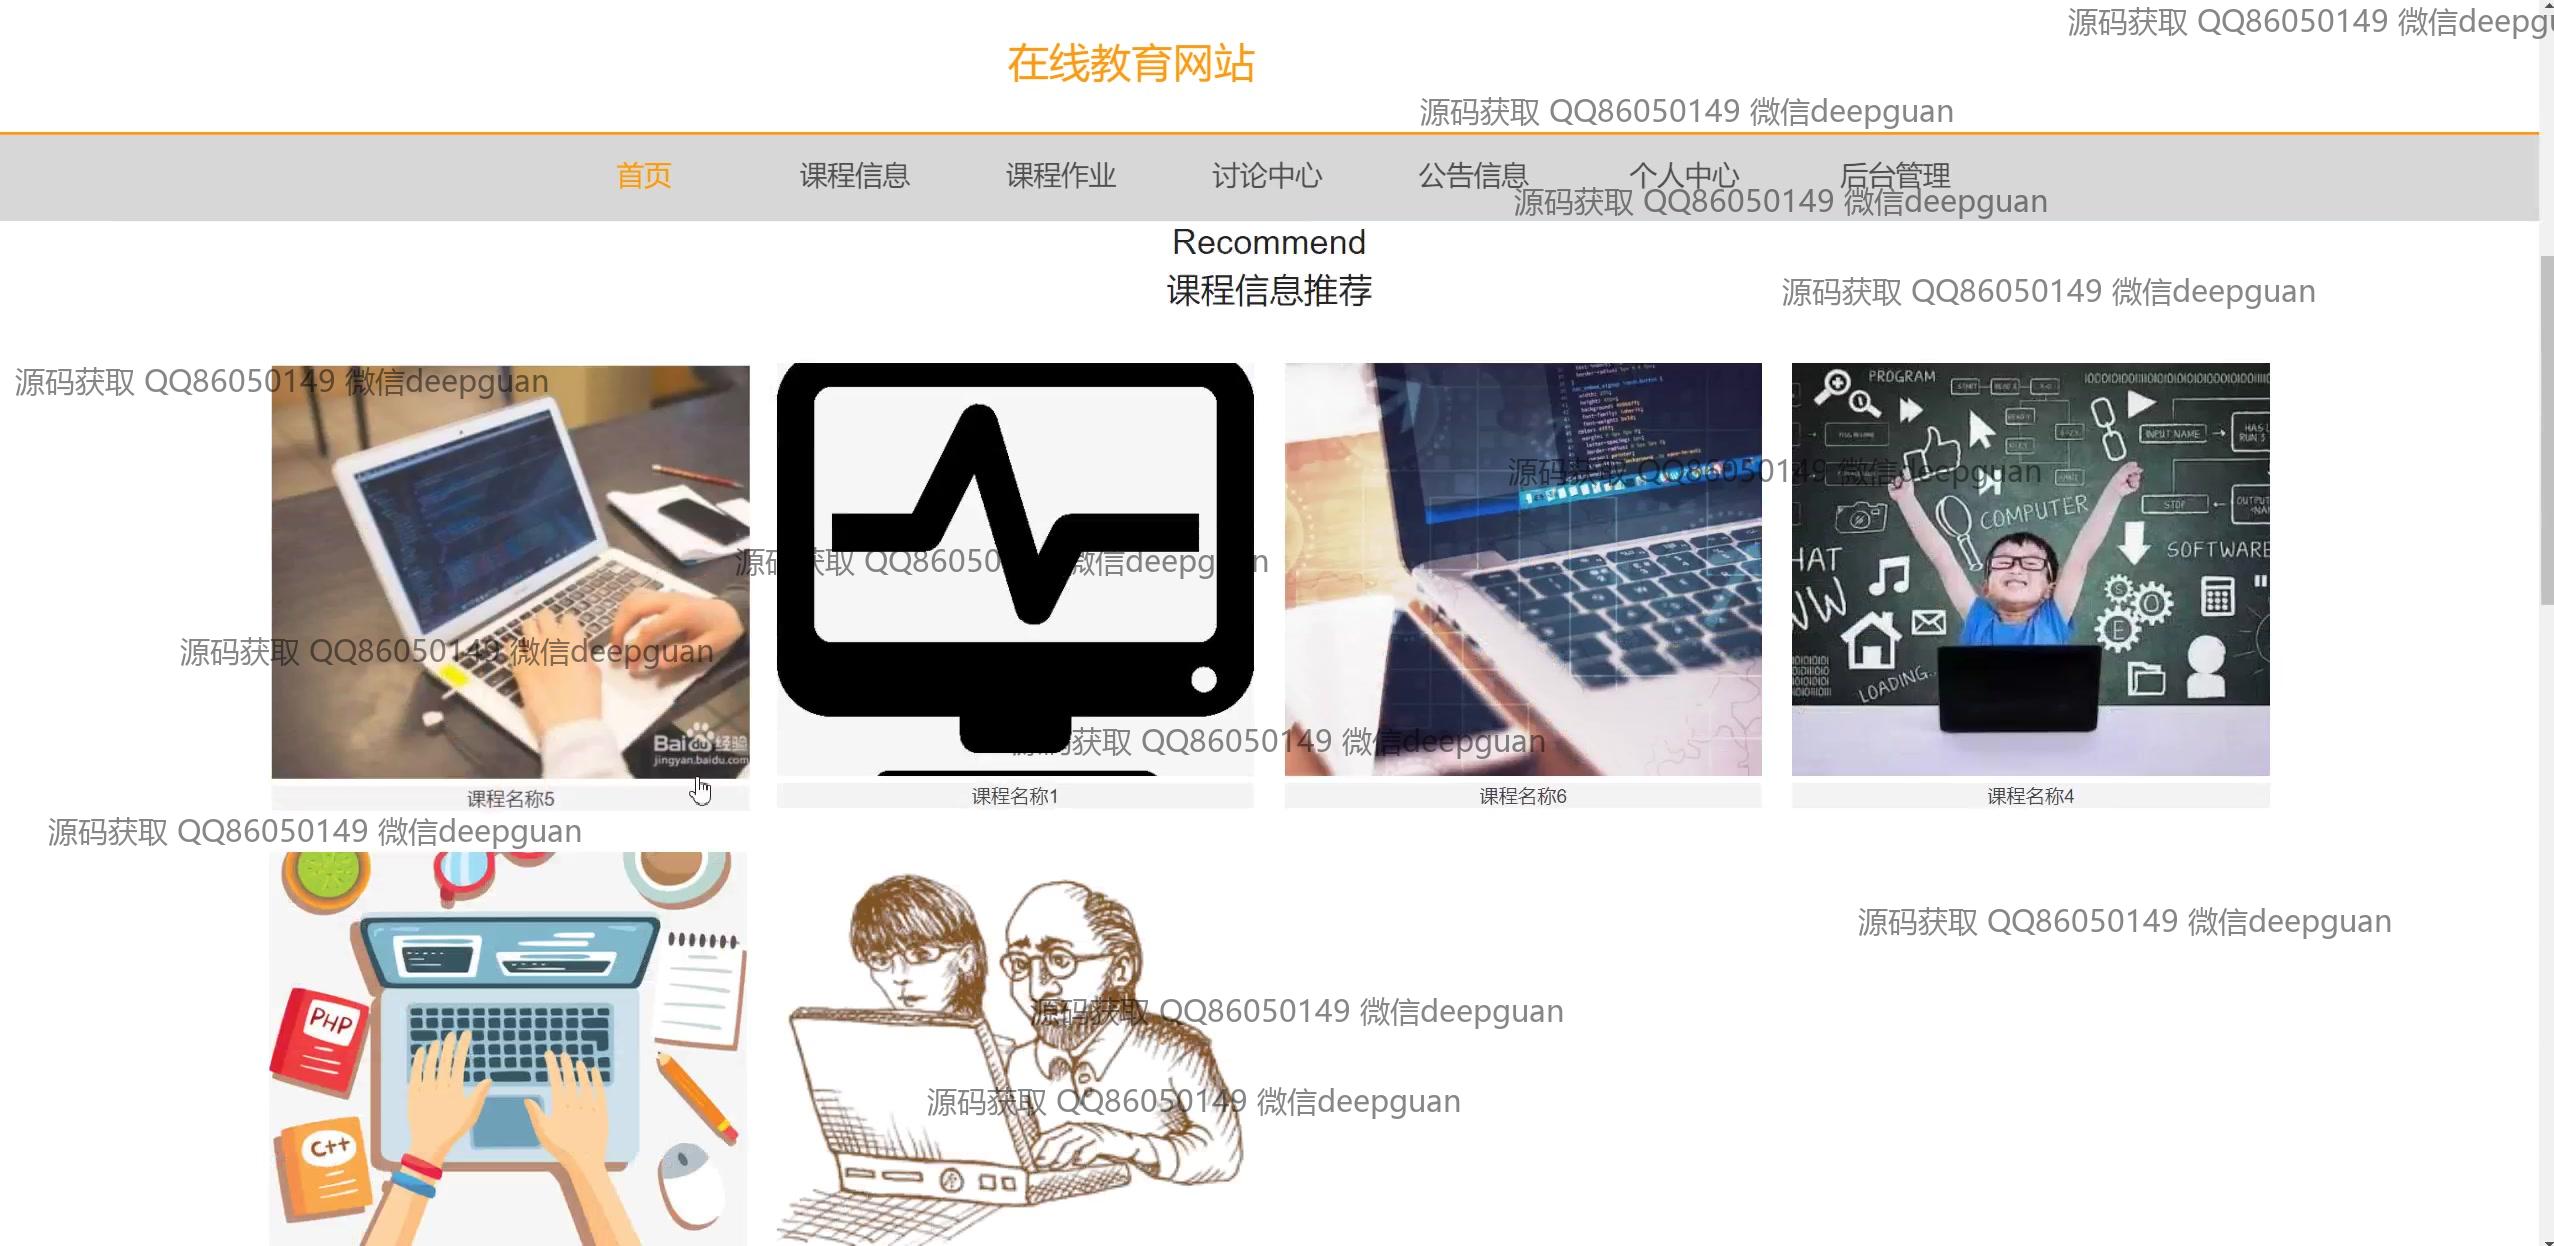 源码获取 QQ86050149 微信deepgu
在线教育网站
源码获取 QQ86050149 微信deepguan
首页 课程信息 课程作业 讨论中心 公告信息 个人中心 后台管理
源码获取 QQ86050149 微信deepguan
Recommend
课程信息推荐
源码获取 QQ86050149 微信deepguan
源码获取 QQ86050149 微信deepguan
PROGRAM
INPUT NAME
源码获取 QQ86050149 微信deepguan
COMPUTER
STOP
SOFTWARE
HAT
源码获取 QQ86050 微信deepguan
源码获取 QQ86050149 微信deepguan
LOADING..
Bai du 经验
jingyan.baidu.com
源码获取 QQ86050149 微信deepguan
课程名称5 课程名称1 课程名称6 课程名称4
源码获取 QQ86050149 微信deepguan
源码获取 QQ86050149 微信deepguan
PHP
源码获取 QQ86050149 微信deepguan
源码获取 QQ86050149 微信deepguan
C++